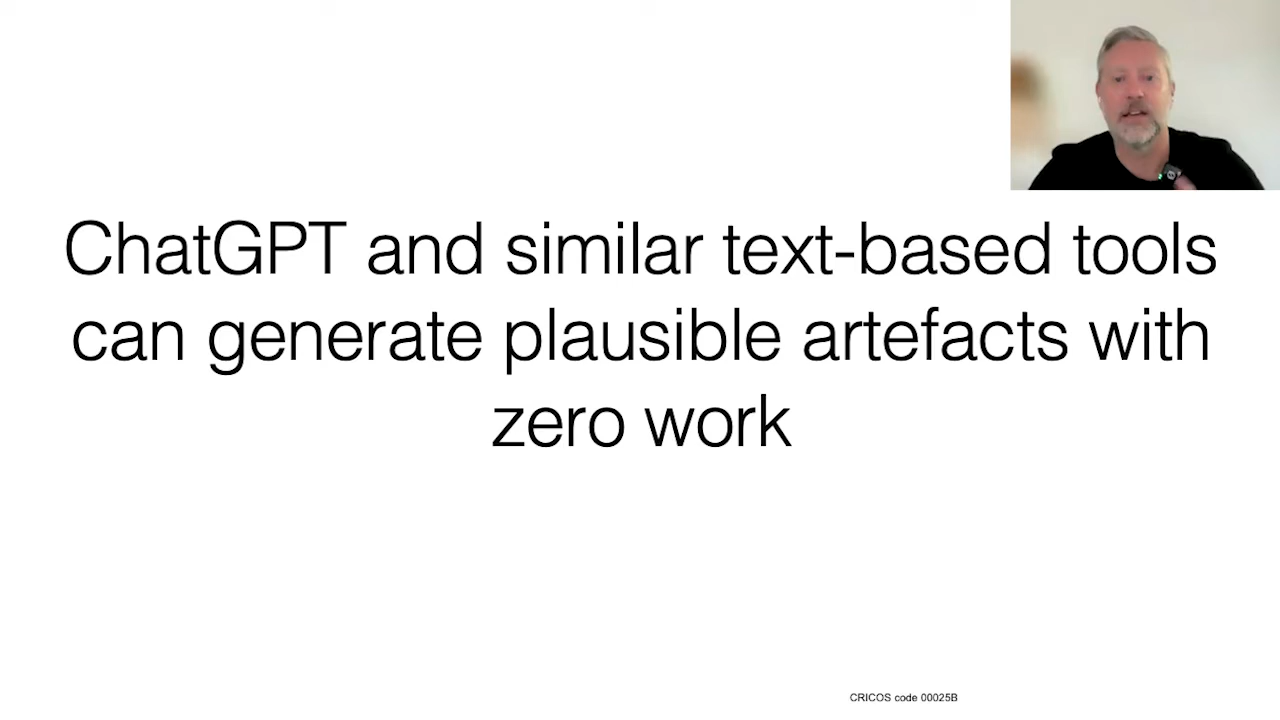 ChatGPT and similar text-based tools
can generate plausible artefacts with
zero work
CRICOS code 00025B